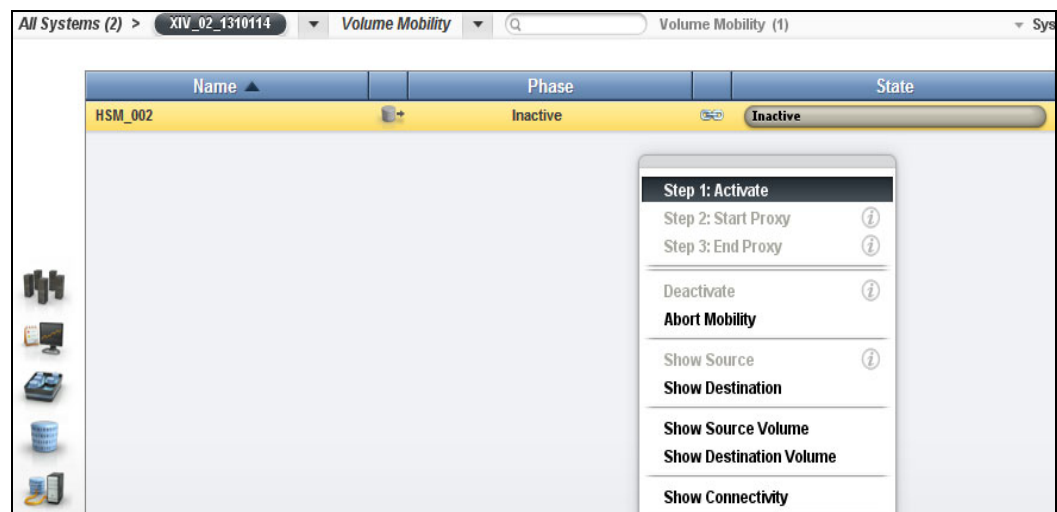 All Systems (2) > XIV_02_1310114 Volume Mobility Volume Mobility (1) Sys
Name Phase State
HSM_002 Inactive Inactive
Step 1: Activate
Step 2: Start Proxy
Step 3: End Proxy
Deactivate
Abort Mobility
Show Source
Show Destination
Show Source Volume
Show Destination Volume
Show Connectivity